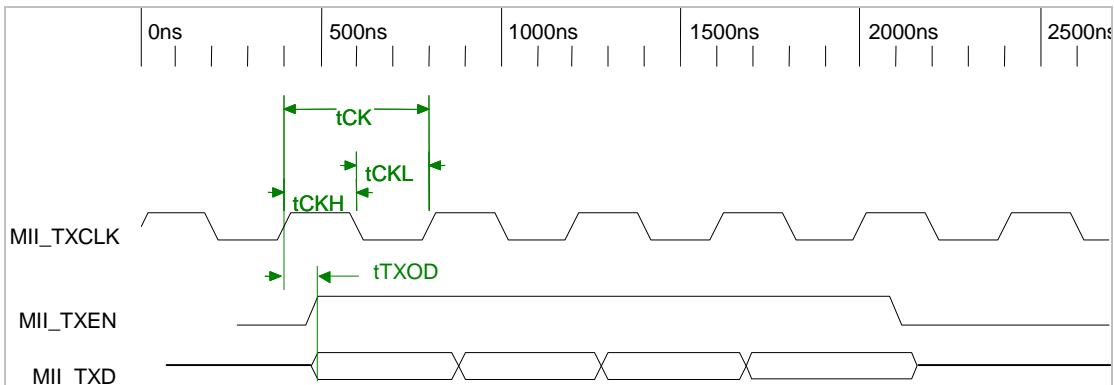 0ns 500ns 1000ns 1500ns 2000ns 2500ns
tCK
tCKL
tCKH
MII_TXCLK
tTXOD
MII_TXEN
MII_TXD